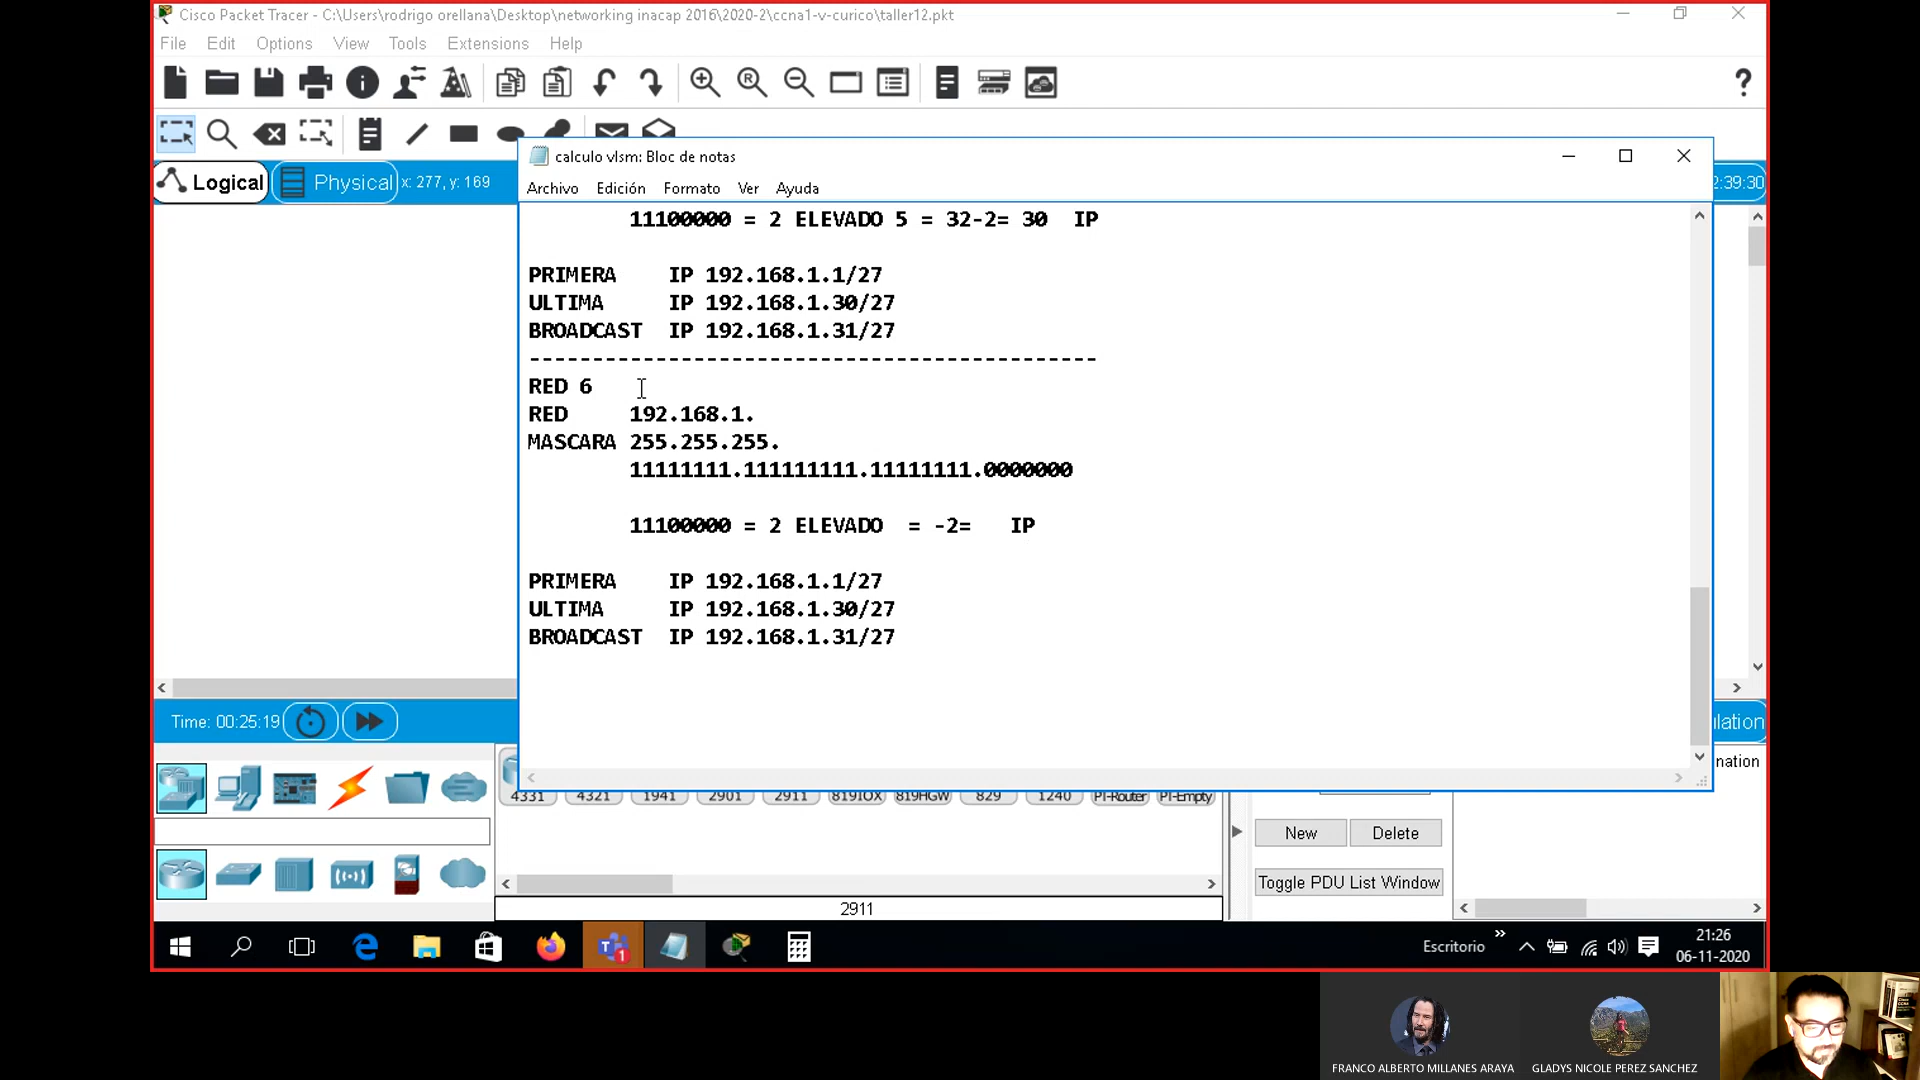 Cisco Packet Tracer - C:\Users\rodrigo orellana\Desktop\networking inacap 2016\2020-2\ccna1-v-curico\taller12.pkt
File Edit Options View Tools Extensions Help
Logical Physical x: 277, y: 169
2:39:30
calculo vlsm: Bloc de notas
Archivo Edición Formato Ver Ayuda
11100000 = 2 ELEVADO 5 = 32-2= 30 IP
PRIMERA IP 192.168.1.1/27
ULTIMA IP 192.168.1.30/27
BROADCAST IP 192.168.1.31/27
---------------------------------------------
RED 6
RED 192.168.1.
MASCARA 255.255.255.
11111111.111111111.11111111.0000000
11100000 = 2 ELEVADO = -2= IP
PRIMERA IP 192.168.1.1/27
ULTIMA IP 192.168.1.30/27
BROADCAST IP 192.168.1.31/27
Time: 00:25:19
ulation
nation
4331 4321 1941 2901 2911 819IOX 819HGW 829 1240 PT-Router PT-Empty
New Delete
Toggle PDU List Window
2911
1
Escritorio
21:26
06-11-2020
FRANCO ALBERTO MILLANES ARAYA GLADYS NICOLE PEREZ SANCHEZ